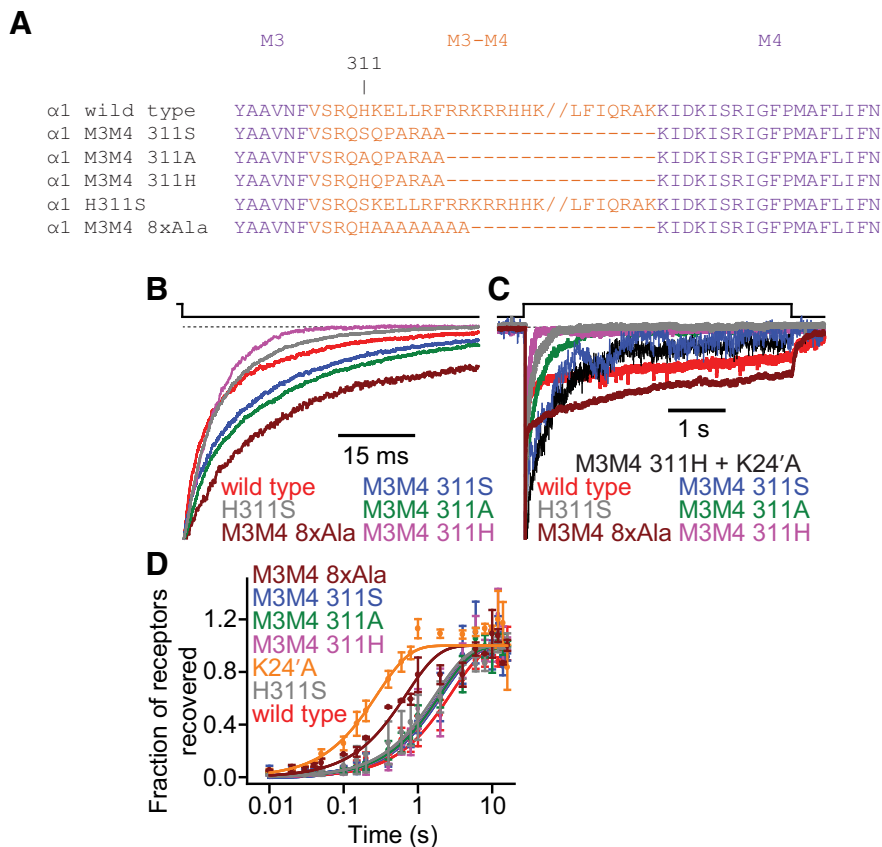 A
M3 M3-M4 M4
311
α1 wild type YAAVNFVSRQHKELLRFRRKRRHHK//LFIQRAKKIDKISRIGFPMAFLIFN
α1 M3M4 311S YAAVNFVSRQSQPARAA-----------------KIDKISRIGFPMAFLIFN
α1 M3M4 311A YAAVNFVSRQAQPARAA-----------------KIDKISRIGFPMAFLIFN
α1 M3M4 311H YAAVNFVSRQHQPARAA-----------------KIDKISRIGFPMAFLIFN
α1 H311S YAAVNFVSRQSKELLRFRRKRRHHK//LFIQRAKKIDKISRIGFPMAFLIFN
α1 M3M4 8xAla YAAVNFVSRQHAAAAAAAA---------------KIDKISRIGFPMAFLIFN
B
15 ms
wild type M3M4 311S
H311S M3M4 311A
M3M4 8xAla M3M4 311H
C
1 s
M3M4 311H + K24′A
wild type M3M4 311S
H311S M3M4 311A
M3M4 8xAla M3M4 311H
D
M3M4 8xAla
M3M4 311S
M3M4 311A
M3M4 311H
K24′A
H311S
wild type
Fraction of receptors
recovered
1.2
0.8
0.4
0.0
0.01 0.1 1 10
Time (s)